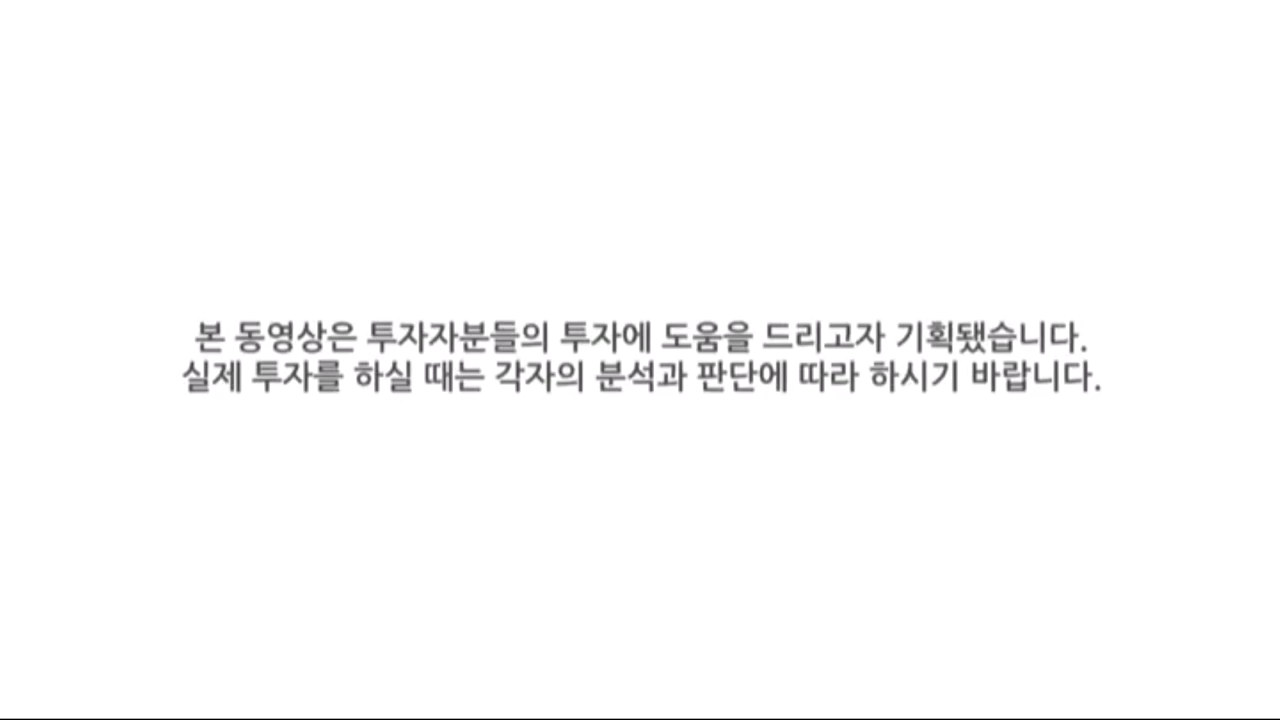 본 동영상은 투자자분들의 투자에 도움을 드리고자 기획됐습니다.
실제 투자를 하실 때는 각자의 분석과 판단에 따라 하시기 바랍니다.